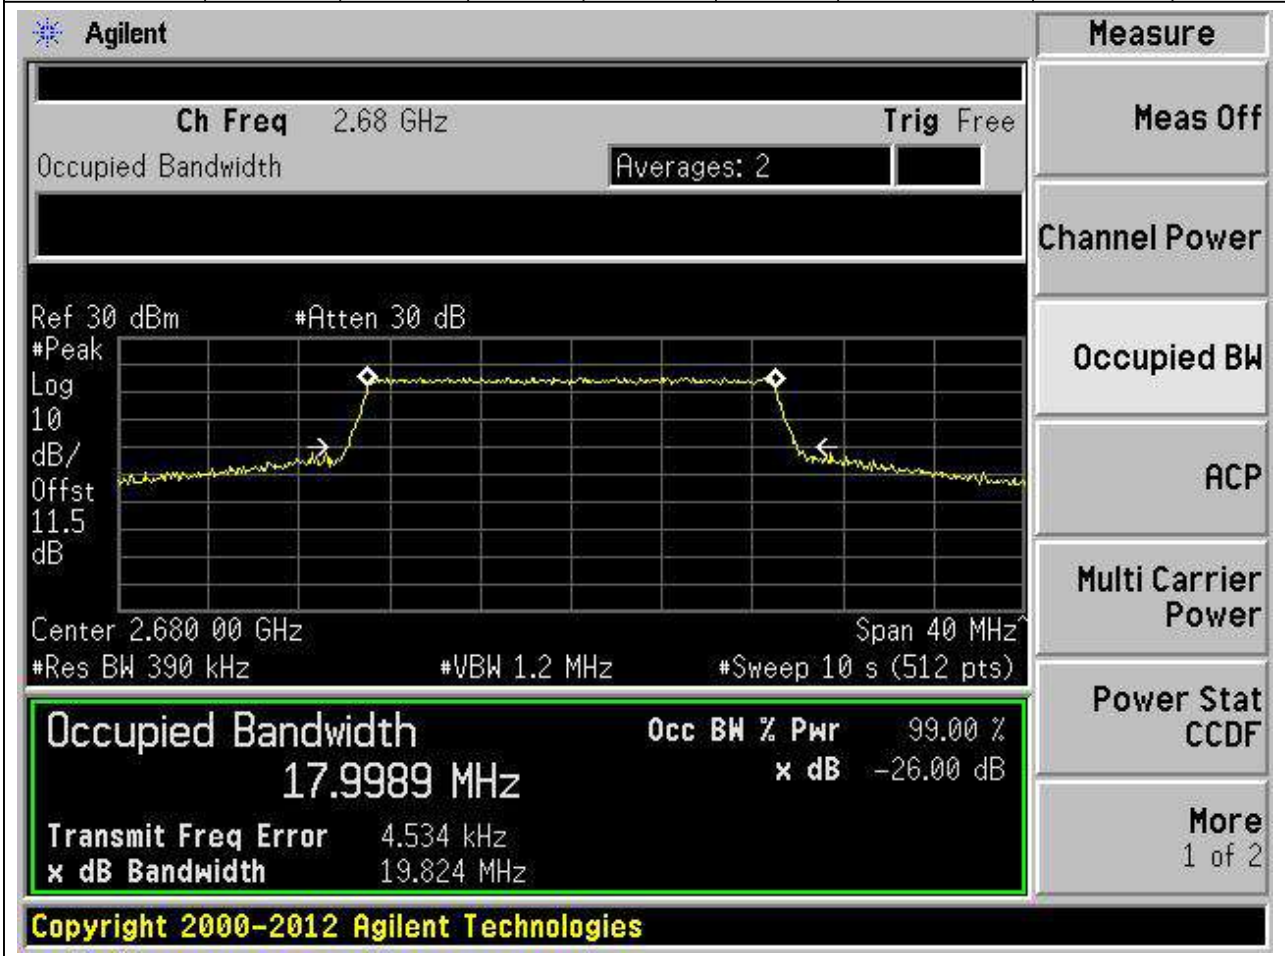 Agilent
Measure
Ch Freq 2.68 GHz Trig Free
Meas Off
Occupied Bandwidth Averages: 2
Channel Power
Ref 30 dBm #Atten 30 dB
#Peak
Log
10
dB/
Offst
11.5
dB
Occupied BW
ACP
Center 2.680 00 GHz Span 40 MHz^
#Res BW 390 kHz #VBW 1.2 MHz #Sweep 10 s (512 pts)
Multi Carrier
Power
Occupied Bandwidth Occ BW % Pwr 99.00 %
17.9989 MHz x dB -26.00 dB
Transmit Freq Error 4.534 kHz
x dB Bandwidth 19.824 MHz
Power Stat
CCDF
More
1 of 2
Copyright 2000-2012 Agilent Technologies